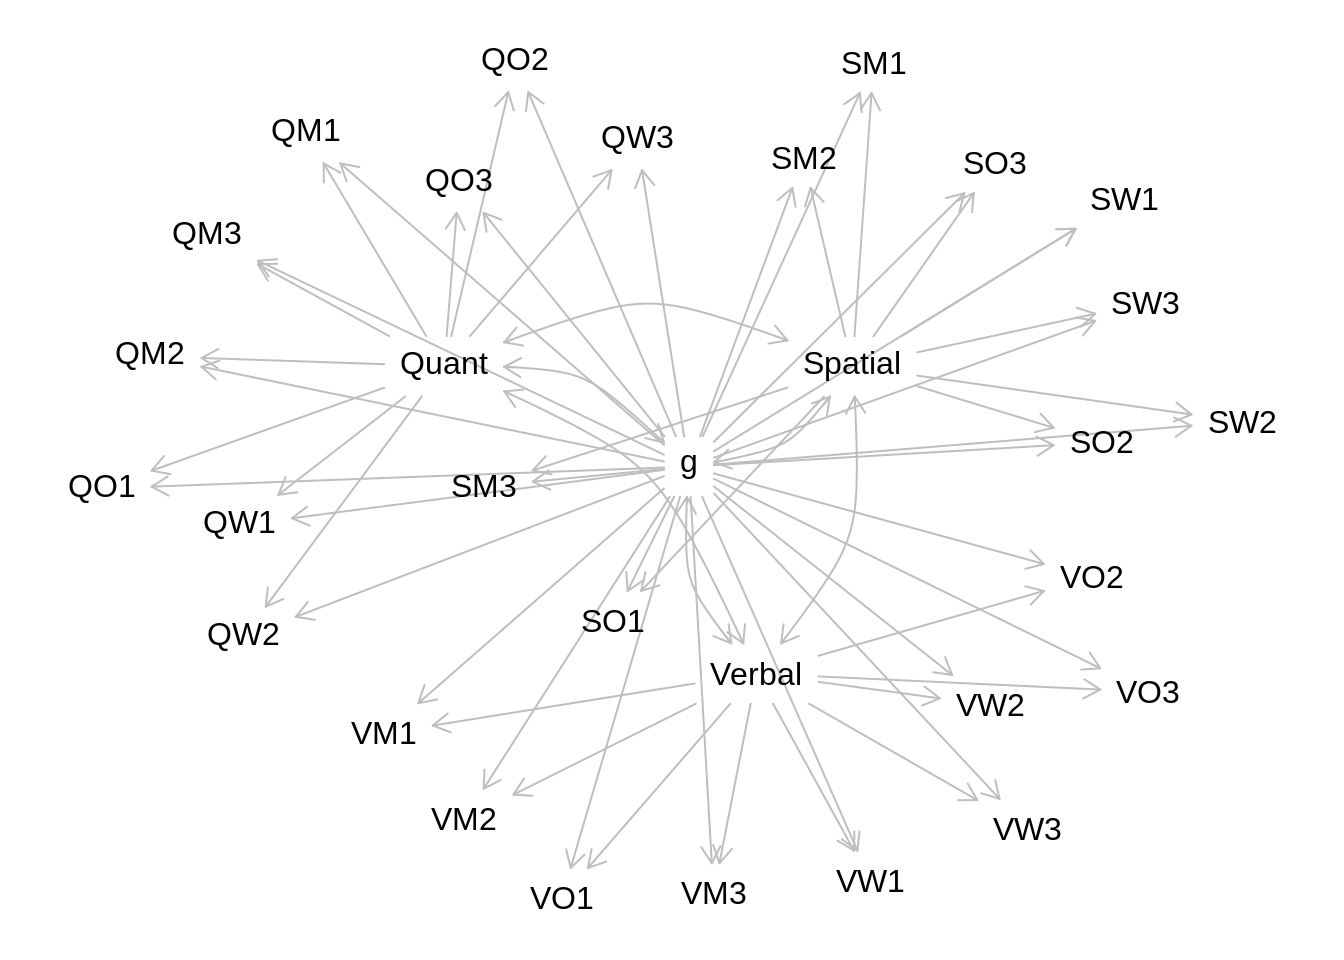 QO2
SM1
QM1
QW3
SM2
SO3
QO3
SW1
QM3
SW3
QM2
Quant
Spatial
SW2
SO2
g
QO1
SM3
QW1
VO2
SO1
QW2
Verbal
VO3
VW2
VM1
VM2
VW3
VW1
VM3
VO1